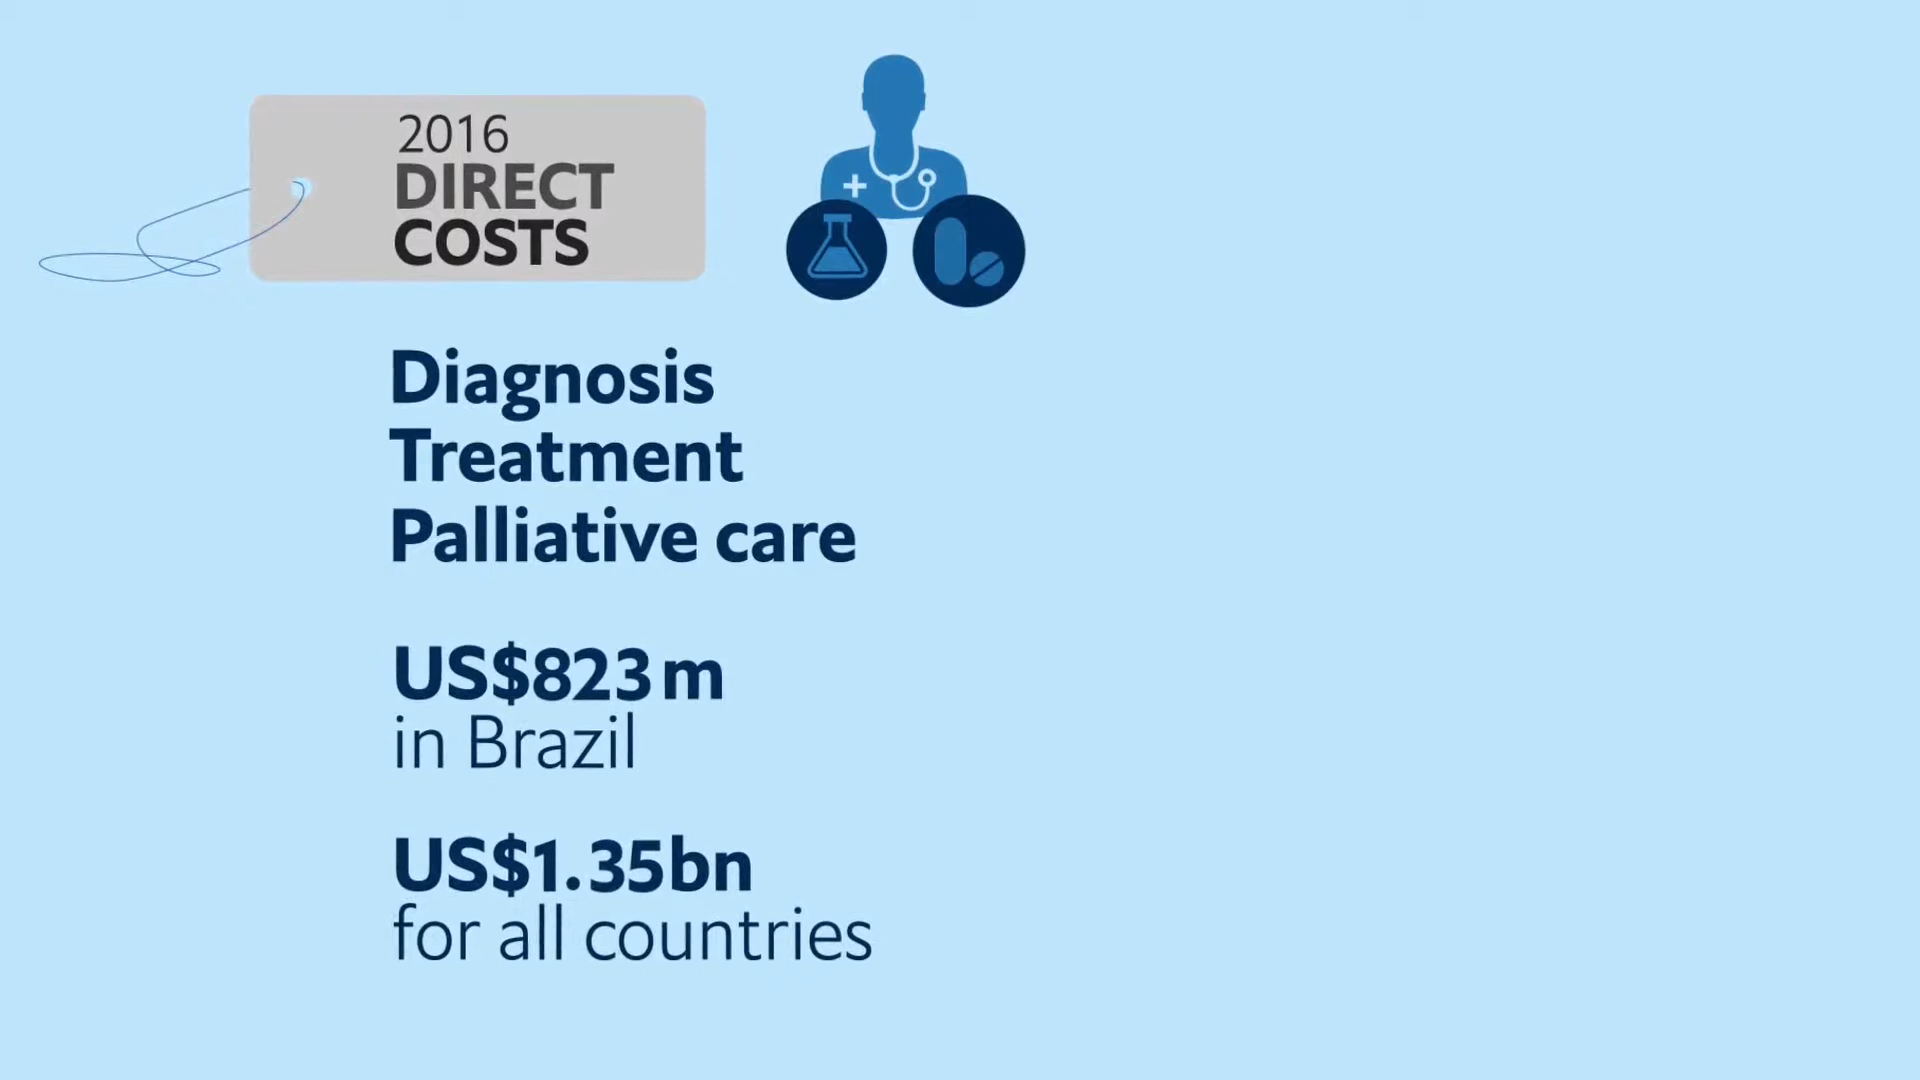 2016
DIRECT
COSTS
Diagnosis
Treatment
Palliative care
US$823m
in Brazil
US$1.35bn
for all countries